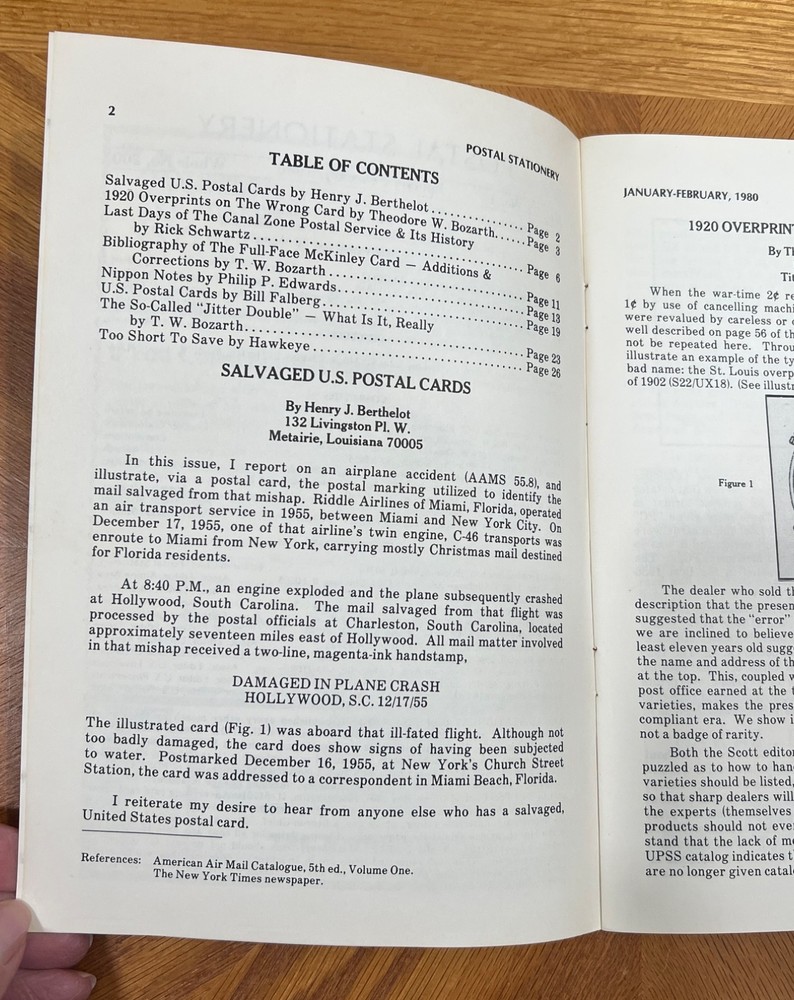 2
POSTAL STATIONERY
TABLE OF CONTENTS
Salvaged U.S. Postal Cards by Henry J. Berthelot . . . . . . . . . . . . . . . Page 2
1920 Overprints on The Wrong Card by Theodore W. Bozarth. . . . . . Page 3
Last Days of The Canal Zone Postal Service & Its History
by Rick Schwartz . . . . . . . . . . . . . . . . . . . . . . . . . . . . . . . . . . . . Page 6
Bibliography of The Full-Face McKinley Card — Additions &
Corrections by T. W. Bozarth . . . . . . . . . . . . . . . . . . . . . . . . . . Page 11
Nippon Notes by Philip P. Edwards. . . . . . . . . . . . . . . . . . . . . . . . . Page 13
U.S. Postal Cards by Bill Falberg. . . . . . . . . . . . . . . . . . . . . . . . . . . Page 19
The So-Called "Jitter Double" — What Is It, Really
by T. W. Bozarth. . . . . . . . . . . . . . . . . . . . . . . . . . . . . . . . . . . . . Page 23
Too Short To Save by Hawkeye . . . . . . . . . . . . . . . . . . . . . . . . . . . . Page 26
SALVAGED U.S. POSTAL CARDS
By Henry J. Berthelot
132 Livingston Pl. W.
Metairie, Louisiana 70005
In this issue, I report on an airplane accident (AAMS 55.8), and
illustrate, via a postal card, the postal marking utilized to identify the
mail salvaged from that mishap. Riddle Airlines of Miami, Florida, operated
an air transport service in 1955, between Miami and New York City. On
December 17, 1955, one of that airline's twin engine, C-46 transports was
enroute to Miami from New York, carrying mostly Christmas mail destined
for Florida residents.
At 8:40 P.M., an engine exploded and the plane subsequently crashed
at Hollywood, South Carolina. The mail salvaged from that flight was
processed by the postal officials at Charleston, South Carolina, located
approximately seventeen miles east of Hollywood. All mail matter involved
in that mishap received a two-line, magenta-ink handstamp,
DAMAGED IN PLANE CRASH
HOLLYWOOD, S.C. 12/17/55
The illustrated card (Fig. 1) was aboard that ill-fated flight. Although not
too badly damaged, the card does show signs of having been subjected
to water. Postmarked December 16, 1955, at New York's Church Street
Station, the card was addressed to a correspondent in Miami Beach, Florida.
I reiterate my desire to hear from anyone else who has a salvaged,
United States postal card.
References: American Air Mail Catalogue, 5th ed., Volume One.
The New York Times newspaper.
JANUARY-FEBRUARY, 1980
1920 OVERPRINT
By Th
Tit
When the war-time 2¢ re
1¢ by use of cancelling machi
were revalued by careless or
well described on page 56 of th
not be repeated here. Throu
illustrate an example of the ty
bad name: the St. Louis overp
of 1902 (S22/UX18). (See illustr
Figure 1
The dealer who sold th
description that the presen
suggested that the "error"
we are inclined to believe
least eleven years old sugg
the name and address of th
at the top. This, coupled w
post office earned at the t
varieties, makes the pres
compliant era. We show i
not a badge of rarity.
Both the Scott editor
puzzled as to how to han
varieties should be listed,
so that sharp dealers will
the experts (themselves
products should not eve
stand that the lack of mo
UPSS catalog indicates t
are no longer given catal